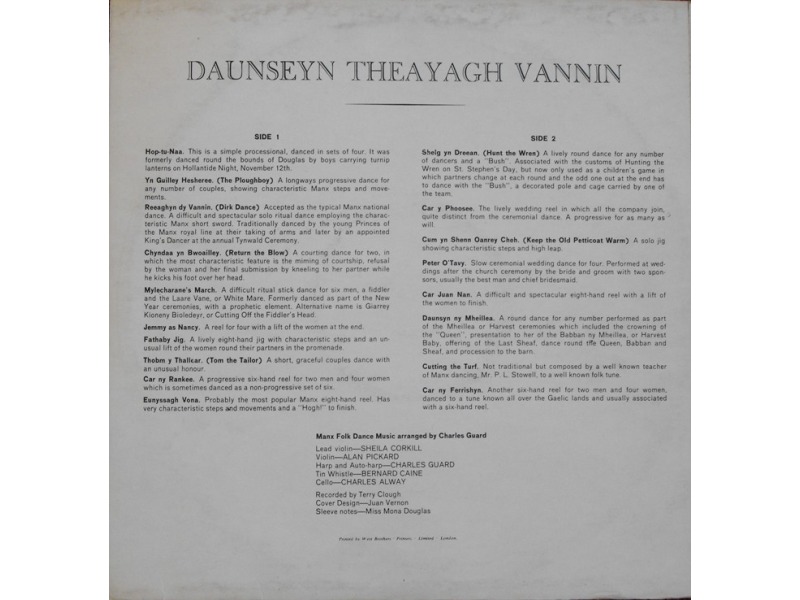 DAUNSEYN THEAYAGH VANNIN
SIDE 1
Hop-tu-Naa. This is a simple processional, danced in sets of four. It was
formerly danced round the bounds of Douglas by boys carrying turnip
lanterns on Hollantide Night, November 12th.
Yn Guilley Hesheree. (The Ploughboy) A longways progressive dance for
any number of couples, showing characteristic Manx steps and move-
ments.
Reeaghyn dy Vannin. (Dirk Dance) Accepted as the typical Manx national
dance. A difficult and spectacular solo ritual dance employing the charac-
teristic Manx short sword. Traditionally danced by the young Princes of
the Manx royal line at their taking of arms and later by an appointed
King's Dancer at the annual Tynwald Ceremony.
Chyndaa yn Bwoailley. (Return the Blow) A courting dance for two, in
which the most characteristic feature is the miming of courtship, refusal
by the woman and her final submission by kneeling to her partner while
he kicks his foot over her head.
Mylecharane's March. A difficult ritual stick dance for six men, a fiddler
and the Laare Vane, or White Mare. Formerly danced as part of the New
Year ceremonies, with a prophetic element. Alternative name is Giarrey
Kioneny Bisledeyr, or Cutting Off the Fiddler's Head.
Jemmy as Nancy. A reel for four with a lift of the women at the end.
Fathaby Jig. A lively eight-hand jig with characteristic steps and an un-
usual lift of the women round their partners in the promenade.
Thobm y Thallear. (Tom the Tailor) A short, graceful couples dance with
an unusual honour.
Car ny Rankee. A progressive six-hand reel for two men and four women
which is sometimes danced as a non-progressive set of six.
Eunyssagh Vona. Probably the most popular Manx eight-hand reel. Has
very characteristic steps and movements and a "Hogh!" to finish.
SIDE 2
Shelg yn Dreean. (Hunt the Wren) A lively round dance for any number
of dancers and a "Bush". Associated with the customs of Hunting the
Wren on St. Stephen's Day, but now only used as a children's game in
which partners change at each round and the odd one out at the end has
to dance with the "Bush", a decorated pole and cage carried by one of
the team.
Car y Phoosee. The lively wedding reel in which all the company join,
quite distinct from the ceremonial dance. A progressive for as many as
will.
Cum yn Shenn Oanrey Cheh. (Keep the Old Petticoat Warm) A solo jig
showing characteristic steps and high leap.
Peter O'Tavy. Slow ceremonial wedding dance for four. Performed at wed-
dings after the church ceremony by the bride and groom with two spon-
sors, usually the best man and chief bridesmaid.
Car Juan Nan. A difficult and spectacular eight-hand reel with a lift of
the women to finish.
Daunsyn ny Mheillea. A round dance for any number performed as part
of the Mheillea or Harvest ceremonies which included the crowning of
the "Queen", presentation to her of the Babban ny Mheillea, or Harvest
Baby, offering of the Last Sheaf, dance round the Queen, Babban and
Sheaf, and procession to the barn.
Cutting the Turf. Not traditional but composed by a well known teacher
of Manx dancing, Mr. P. L. Stowell, to a well known folk tune.
Car ny Ferrishyn. Another six-hand reel for two men and four women,
danced to a tune known all over the Gaelic lands and usually associated
with a six-hand reel.
Manx Folk Dance Music arranged by Charles Guard
Lead violin—SHEILA CORKILL
Violin—ALAN PICKARD
Harp and Auto-harp—CHARLES GUARD
Tin Whistle—BERNARD CAINE
Cello—CHARLES ALWAY
Recorded by Terry Clough
Cover Design—Juan Vernon
Sleeve notes—Miss Mona Douglas
Printed by West Brothers · Printers · Limited · London.